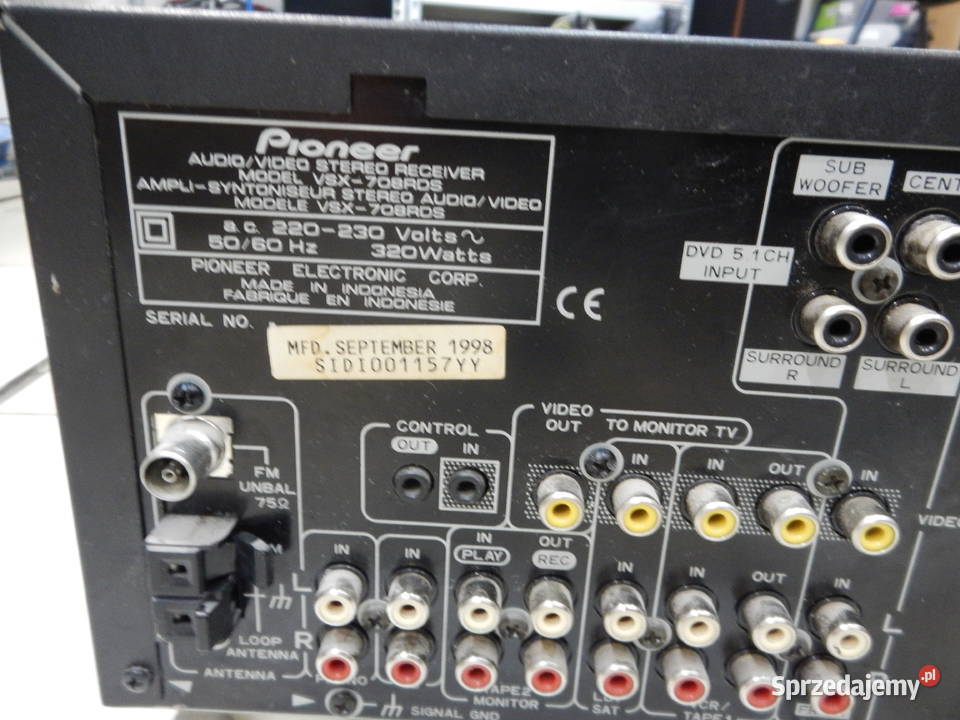 Pioneer
AUDIO/VIDEO STEREO RECEIVER
MODEL VSX-708RDS
AMPLI-SYNTONISEUR STEREO AUDIO/VIDEO
MODELE VSX-708RDS
a.c. 220-230 Volts~
50/60 Hz 320Watts
PIONEER ELECTRONIC CORP.
MADE IN INDONESIA
FABRIQUE EN INDONESIE
CE
SERIAL NO.
MFD. SEPTEMBER 1998
SIDI001157YY
SUB
WOOFER
CENT
DVD 5.1CH
INPUT
SURROUND
R
SURROUND
L
CONTROL
OUT
IN
VIDEO
OUT
TO MONITOR TV
IN
IN
OUT
IN
VIDEO
FM
UNBAL
75Ω
IN
IN
IN
PLAY
OUT
REC
IN
IN
OUT
IN
L
L
R
LOOP
ANTENNA
ANTENNA
TAPE2
MONITOR
SAT
VCR/
TAPE1
SIGNAL GND
Sprzedajemy.pl